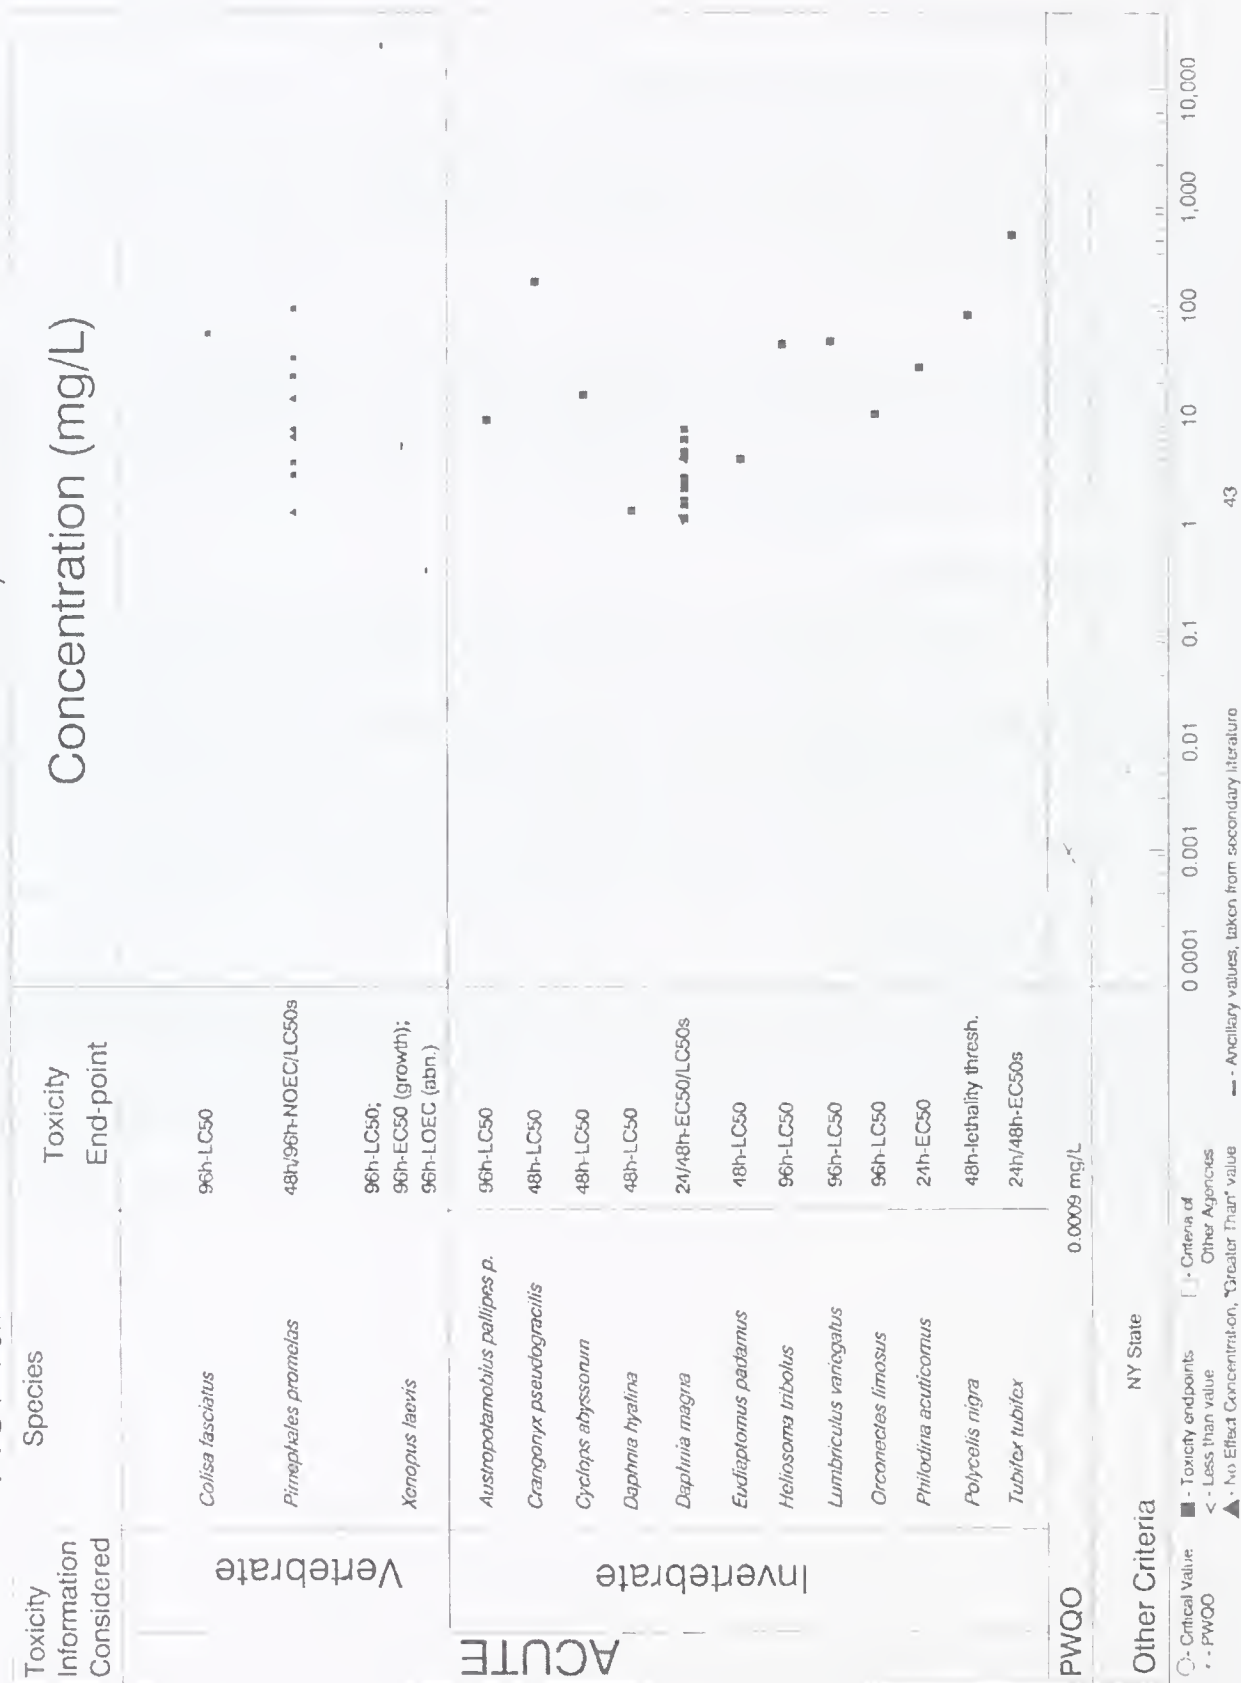 Toxicity
Information
Considered
Species
Toxicity
End-point
Concentration (mg/L)
ACUTE
Vertebrate
Colisa fasciatus 96h-LC50
Pimephales promelas 48h/96h-NOEC/LC50s
Xenopus laevis 96h-LC50;
96h-EC50 (growth);
96h-LOEC (abn.)
Invertebrate
Austropotamobius pallipes p. 96h-LC50
Crangonyx pseudogracilis 48h-LC50
Cyclops abyssorum 48h-LC50
Daphnia hyalina 48h-LC50
Daphnia magna 24/48h-EC50/LC50s
Eudiaptomus padamus 48h-LC50
Heliosoma tribolus 96h-LC50
Lumbriculus variegatus 96h-LC50
Orconectes limosus 96h-LC50
Philodina acuticornus 24h-EC50
Polycelis nigra 48h-lethality thresh.
Tubifex tubifex 24h/48h-EC50s
PWQO 0.0009 mg/L
Other Criteria NY State
0.0001 0.001 0.01 0.1 1 10 100 1,000 10,000
- Critical Value
- PWQO
■ - Toxicity endpoints
< - Less than value
▲ - No Effect Concentration, "Greater Than" value
- Criteria of
Other Agencies
- Ancillary values, taken from secondary literature
43